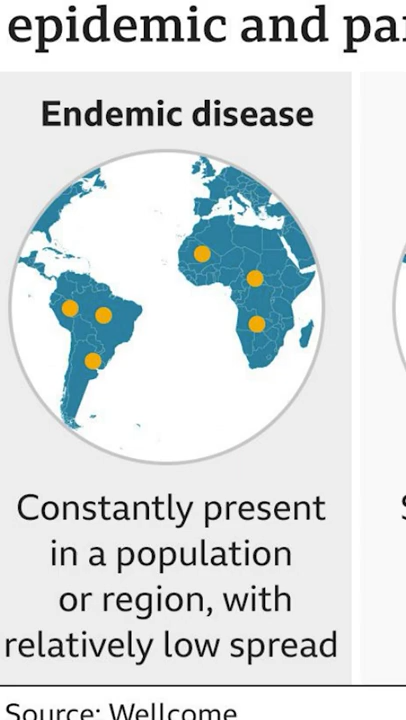 epidemic and pa
Endemic disease
Constantly present
in a population
or region, with
relatively low spread
Source: Wellcome